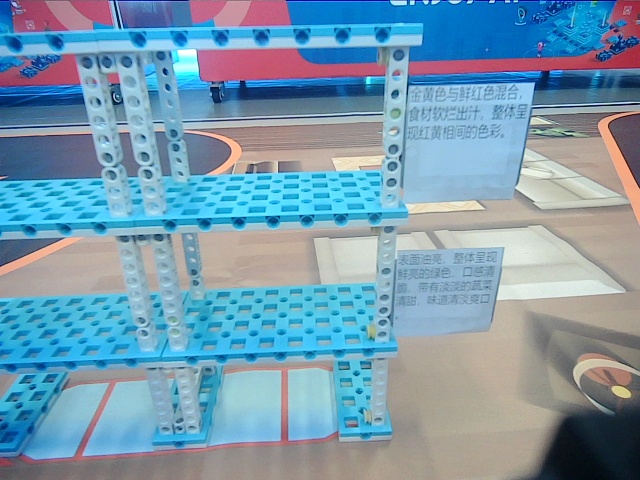 金黄色与鲜红色混合,
食材软烂出汁。整体呈
现红黄相间的色彩。
表面油亮,整体呈现
鲜亮的绿色,口感清
带有淡淡的蔬菜
清甜,味道清淡爽口